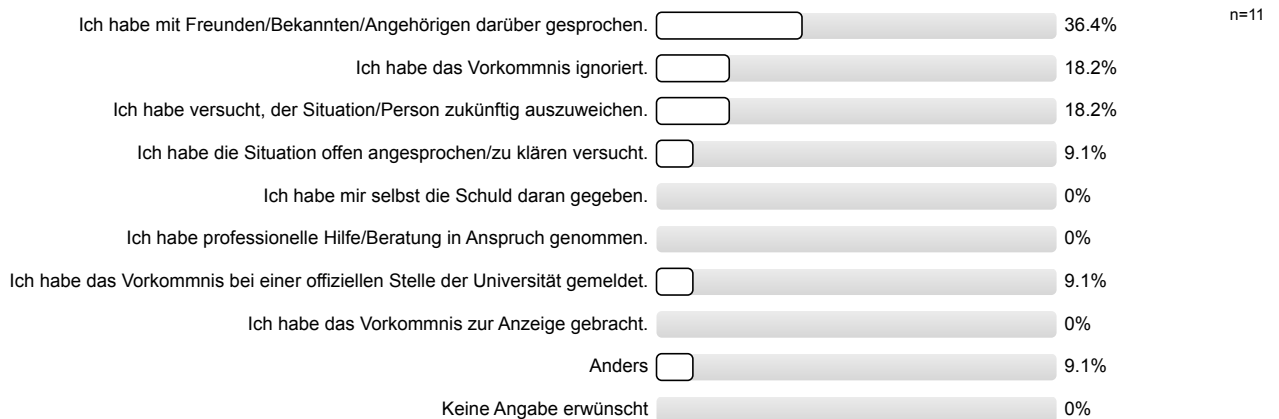 Ich habe mit Freunden/Bekannten/Angehörigen darüber gesprochen. 36.4% n=11
Ich habe das Vorkommnis ignoriert. 18.2%
Ich habe versucht, der Situation/Person zukünftig auszuweichen. 18.2%
Ich habe die Situation offen angesprochen/zu klären versucht. 9.1%
Ich habe mir selbst die Schuld daran gegeben. 0%
Ich habe professionelle Hilfe/Beratung in Anspruch genommen. 0%
Ich habe das Vorkommnis bei einer offiziellen Stelle der Universität gemeldet. 9.1%
Ich habe das Vorkommnis zur Anzeige gebracht. 0%
Anders 9.1%
Keine Angabe erwünscht 0%